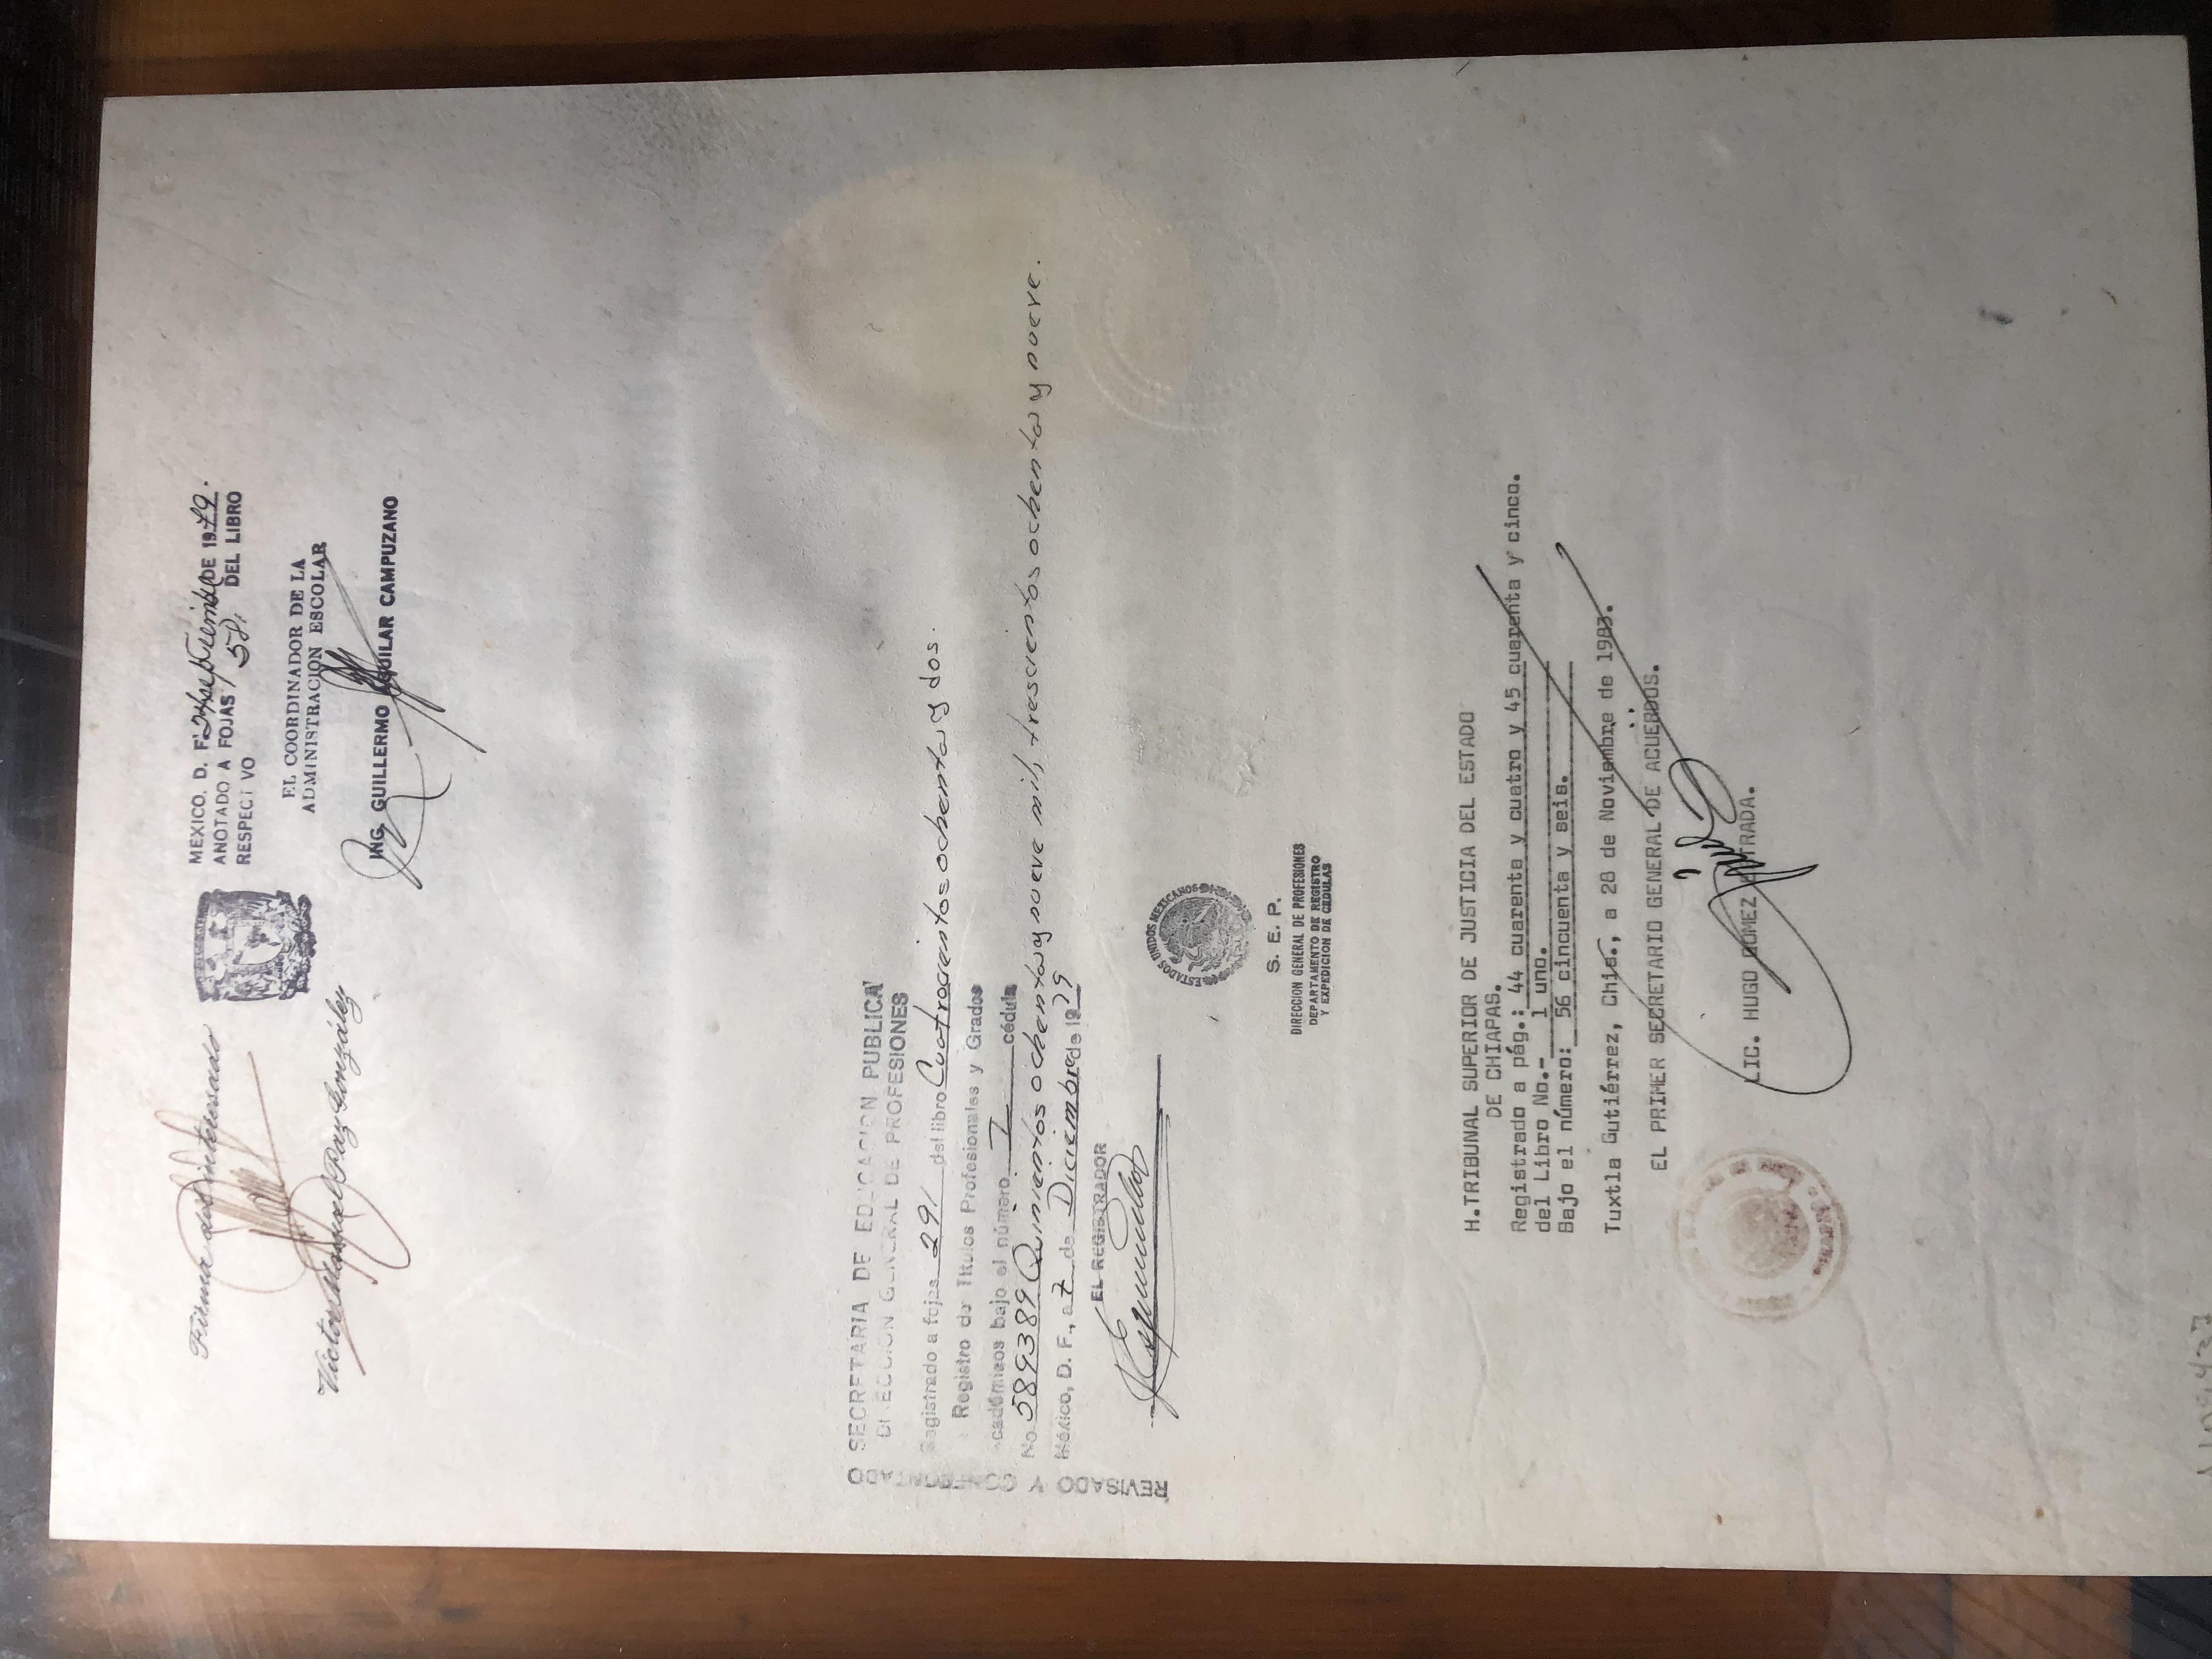 Firma del interesado
Victor Manuel Paz González
MEXICO. D. F. 24 septiembre DE 1979.
ANOTADO A FOJAS 58 DEL LIBRO
RESPECTIVO
EL COORDINADOR DE LA
ADMINISTRACION ESCOLAR
ING. GUILLERMO AGUILAR CAMPUZANO
SECRETARIA DE EDUCACION PUBLICA
DIRECCION GENERAL DE PROFESIONES
Registrado a fojas 291 del libro Cuatrocientos ochenta y dos.
Registro de Titulos Profesionales y Grados
Académicos bajo el número I cédula
No. 589389 Quinientos ochenta y nueve mil, trescientos ochenta y nueve.
México, D. F., a 7 de Diciembre de 1979
EL REGISTRADOR
REVISADO Y
ESTADOS UNIDOS MEXICANOS
S. E. P.
DIRECCION GENERAL DE PROFESIONES
DEPARTAMENTO DE REGISTRO
Y EXPEDICION DE CEDULAS
H.TRIBUNAL SUPERIOR DE JUSTICIA DEL ESTADO
DE CHIAPAS.
Registrado a pág.: 44 cuarenta y cuatro y 45 cuarenta y cinco.
del Libro No.- 1 uno.
Bajo el número: 56 cincuenta y seis.
Tuxtla Gutiérrez, Chis., a 28 de Noviembre de 1983.
EL PRIMER SECRETARIO GENERAL DE ACUERDOS.
LIC. HUGO GOMEZ ESTRADA.